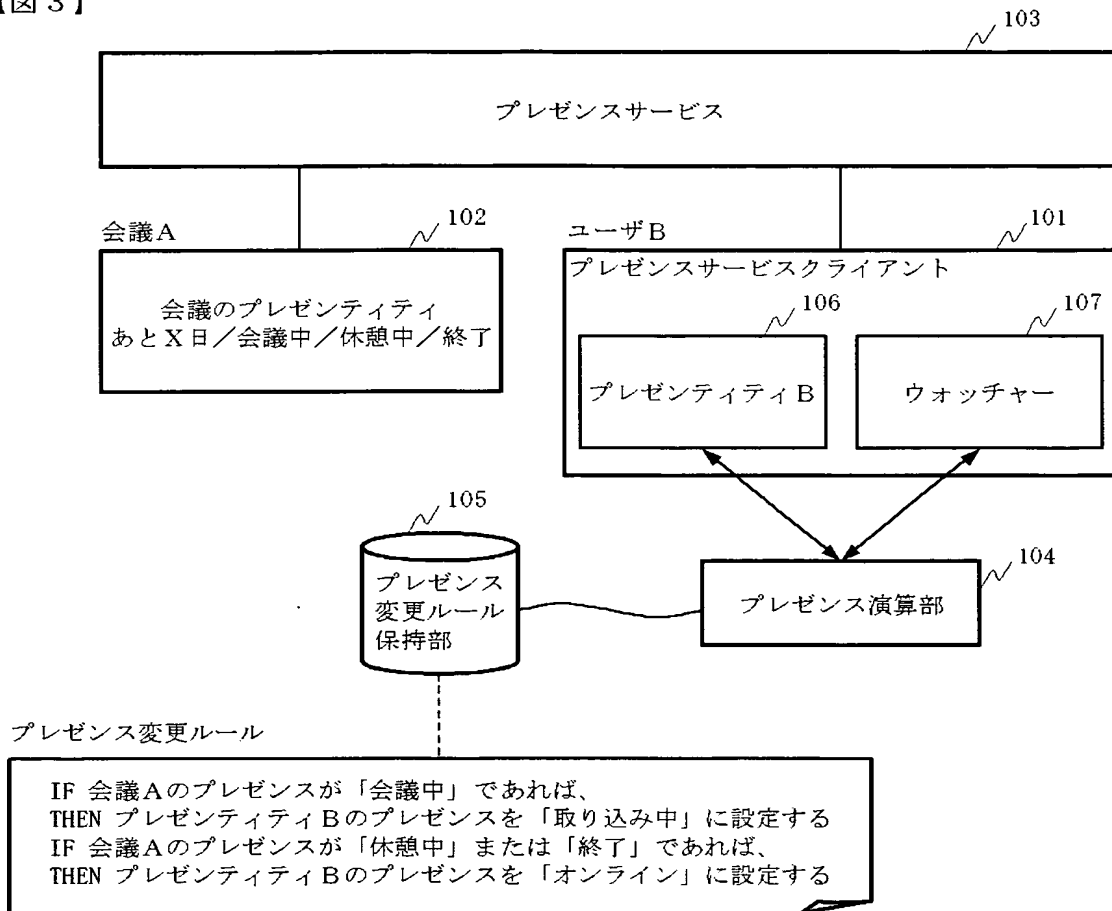 【図３】
103
プレゼンスサービス
会議A
102
会議のプレゼンティティ
あとX日／会議中／休憩中／終了
ユーザB
101
プレゼンスサービスクライアント
106
プレゼンティティB
107
ウォッチャー
105
プレゼンス
変更ルール
保持部
104
プレゼンス演算部
プレゼンス変更ルール
IF 会議Aのプレゼンスが「会議中」であれば、
THEN プレゼンティティBのプレゼンスを「取り込み中」に設定する
IF 会議Aのプレゼンスが「休憩中」または「終了」であれば、
THEN プレゼンティティBのプレゼンスを「オンライン」に設定する